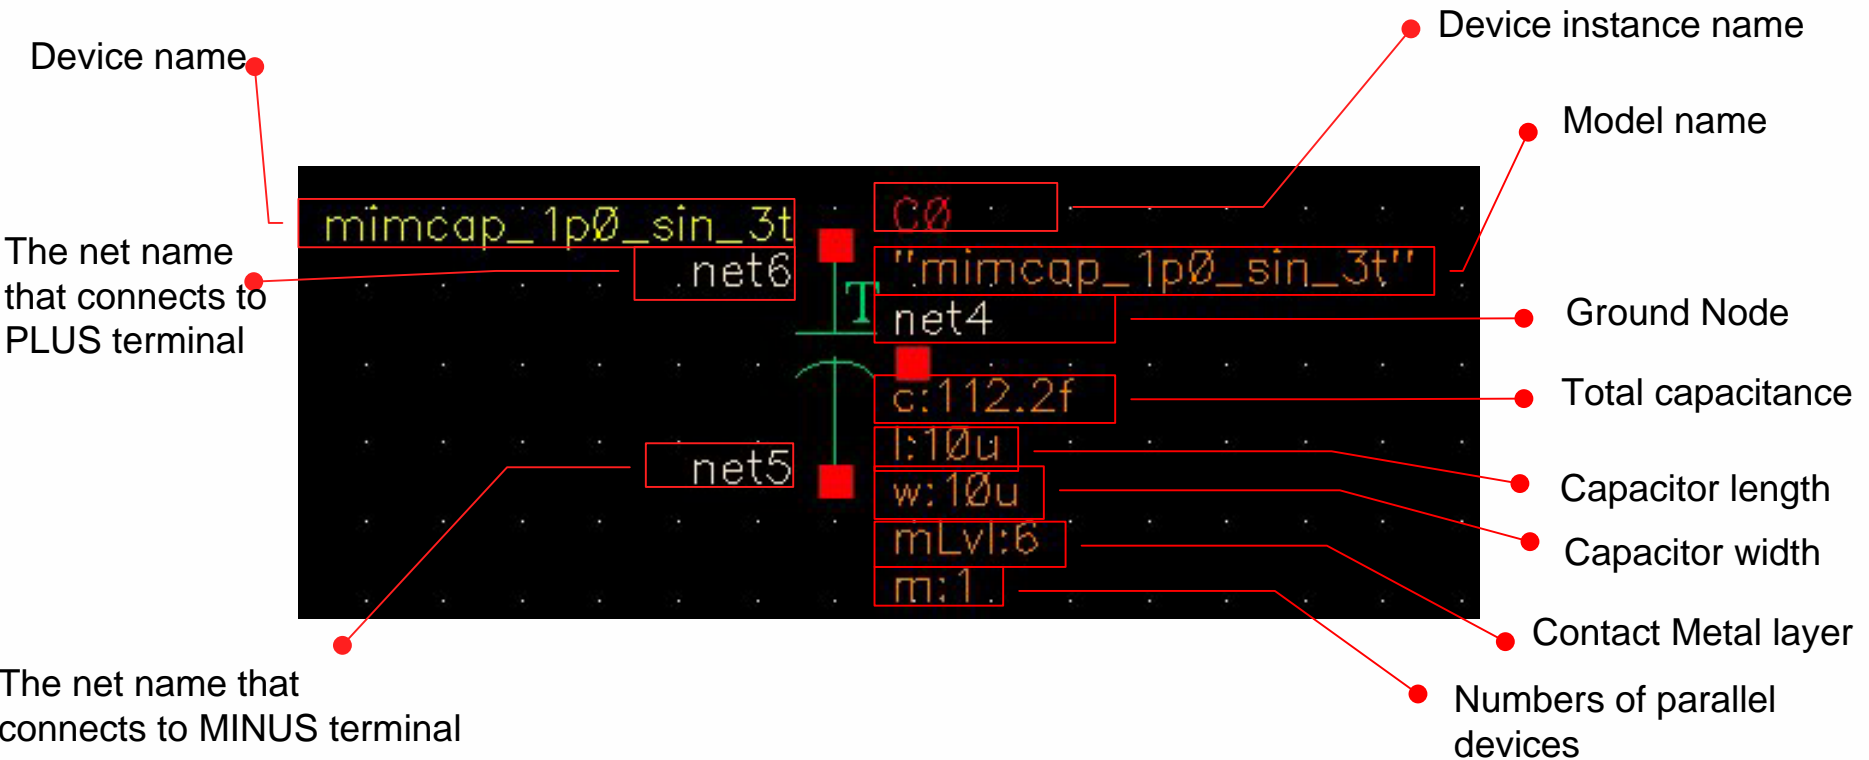 Device name
Device instance name
Model name
mimcap_1p0_sin_3t
C0
The net name
that connects to
PLUS terminal
net6
"mimcap_1p0_sin_3t"
T
net4
Ground Node
c:112.2f
Total capacitance
l:10u
net5
w:10u
Capacitor length
mLvl:6
Capacitor width
m:1
Contact Metal layer
The net name that
connects to MINUS terminal
Numbers of parallel
devices